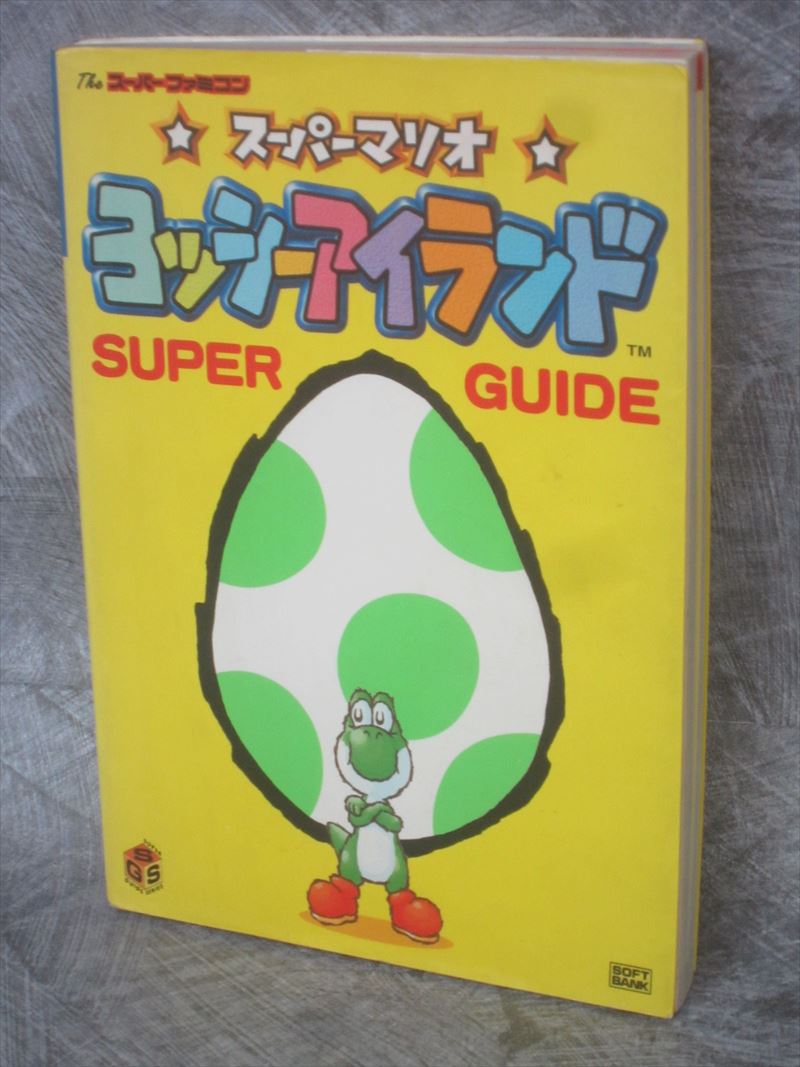 The スーパーファミコン
スーパーマリオ
ヨッシーアイランド
TM
SUPER GUIDE
SGS
SOFT
BANK